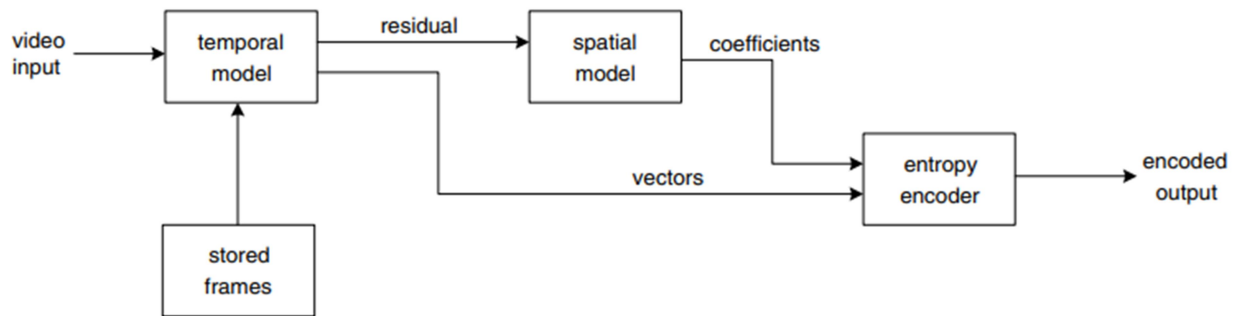 video
input
temporal
model
residual
spatial
model
coefficients
vectors
entropy
encoder
encoded
output
stored
frames